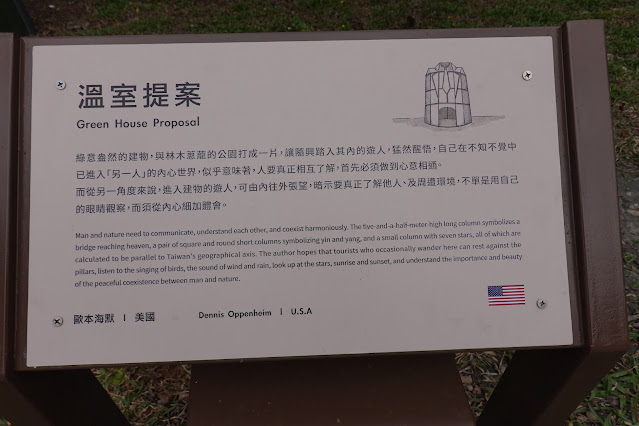 溫室提案
Green House Proposal
綠意盎然的建物，與林木蔥蘢的公園打成一片，讓隨興踏入其內的遊人，猛然醒悟，自己在不知不覺中
已進入「另一人」的內心世界，似乎意味著，人要真正相互了解，首先必須做到心意相通。
而從另一角度來說，進入建物的遊人，可由內往外張望，暗示要真正了解他人、及周遭環境，不單是用自己
的眼睛觀察，而須從內心細加體會。
Man and nature need to communicate, understand each other, and coexist harmoniously. The five-and-a-half-meter-high long column symbolizes a
bridge reaching heaven, a pair of square and round short columns symbolizing yin and yang, and a small column with seven stars, all of which are
calculated to be parallel to Taiwan's geographical axis. The author hopes that tourists who occasionally wander here can rest against the
pillars, listen to the singing of birds, the sound of wind and rain, look up at the stars, sunrise and sunset, and understand the importance and beauty
of the peaceful coexistence between man and nature.
歐本海默 | 美國 Dennis Oppenheim | U.S.A